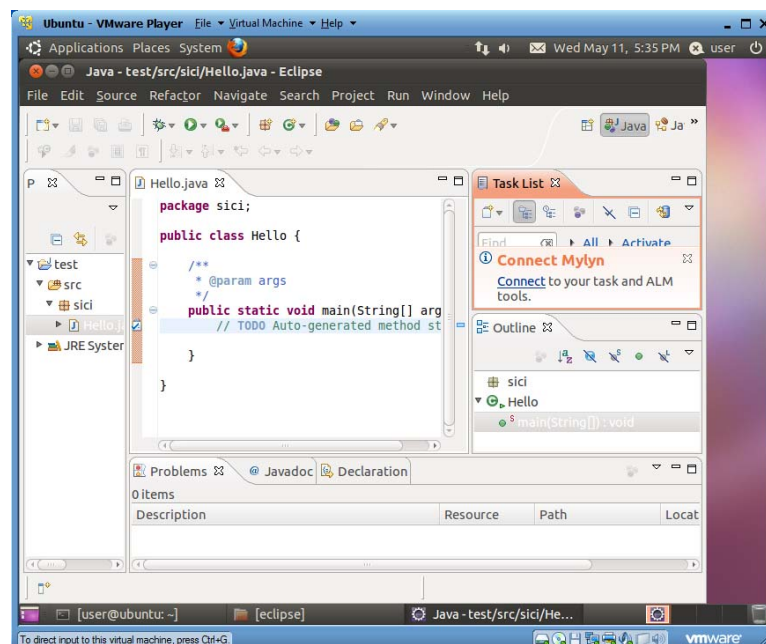 Ubuntu - VMware Player File Virtual Machine Help
Applications Places System Wed May 11, 5:35 PM user
Java - test/src/sici/Hello.java - Eclipse
File Edit Source Refactor Navigate Search Project Run Window Help
Java Ja
P
Hello.java
Task List
package sici;
public class Hello {
/**
* @param args
*/
public static void main(String[] arg
// TODO Auto-generated method st
}
}
test
src
sici
Hello.j
JRE Syster
Find All Activate
Connect Mylyn
Connect to your task and ALM
tools.
Outline
sici
Hello
main(String[]) : void
Problems Javadoc Declaration
0 items
Description Resource Path Locat
[user@ubuntu: ~] [eclipse] Java - test/src/sici/He...
To direct input to this virtual machine, press Ctrl+G. vmware